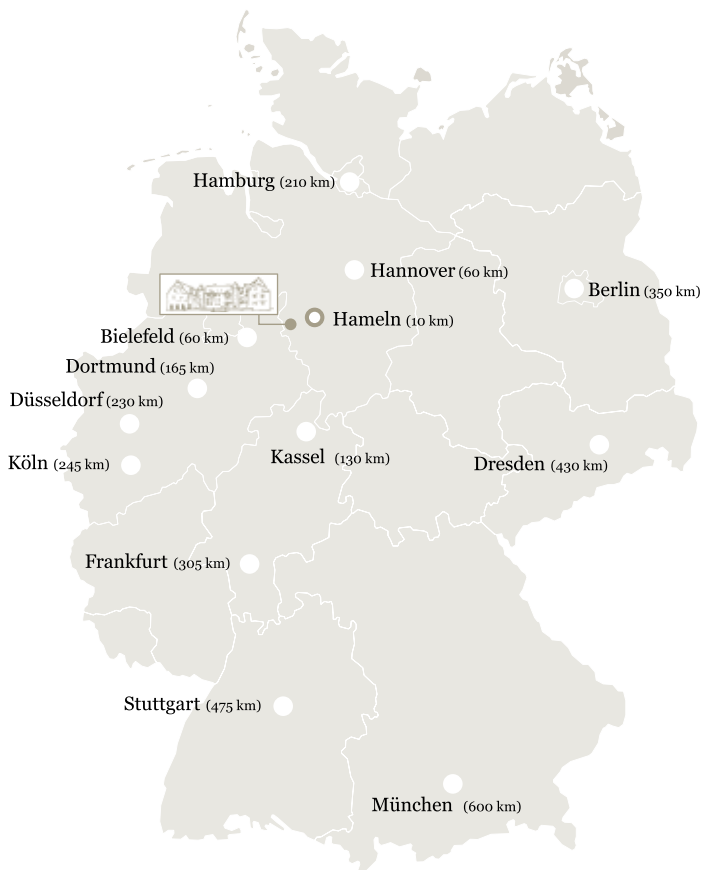 Hamburg (210 km)
Hannover (60 km)
Berlin (350 km)
Hameln (10 km)
Bielefeld (60 km)
Dortmund (165 km)
Düsseldorf (230 km)
Köln (245 km)
Kassel (130 km)
Dresden (430 km)
Frankfurt (305 km)
Stuttgart (475 km)
München (600 km)